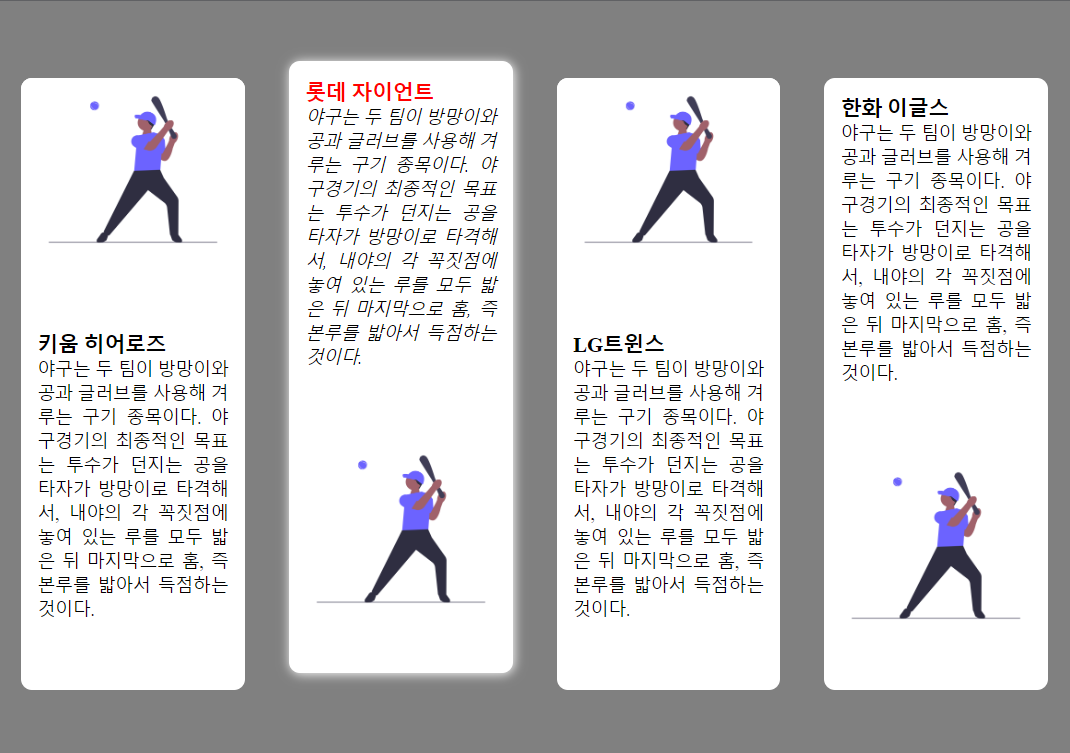 키움 히어로즈
야구는 두 팀이 방망이와
공과 글러브를 사용해 겨
루는 구기 종목이다. 야
구경기의 최종적인 목표
는 투수가 던지는 공을
타자가 방망이로 타격해
서, 내야의 각 꼭짓점에
놓여 있는 루를 모두 밟
은 뒤 마지막으로 홈, 즉
본루를 밟아서 득점하는
것이다.
롯데 자이언트
야구는 두 팀이 방망이와
공과 글러브를 사용해 겨
루는 구기 종목이다. 야
구경기의 최종적인 목표
는 투수가 던지는 공을
타자가 방망이로 타격해
서, 내야의 각 꼭짓점에
놓여 있는 루를 모두 밟
은 뒤 마지막으로 홈, 즉
본루를 밟아서 득점하는
것이다.
LG트윈스
야구는 두 팀이 방망이와
공과 글러브를 사용해 겨
루는 구기 종목이다. 야
구경기의 최종적인 목표
는 투수가 던지는 공을
타자가 방망이로 타격해
서, 내야의 각 꼭짓점에
놓여 있는 루를 모두 밟
은 뒤 마지막으로 홈, 즉
본루를 밟아서 득점하는
것이다.
한화 이글스
야구는 두 팀이 방망이와
공과 글러브를 사용해 겨
루는 구기 종목이다. 야
구경기의 최종적인 목표
는 투수가 던지는 공을
타자가 방망이로 타격해
서, 내야의 각 꼭짓점에
놓여 있는 루를 모두 밟
은 뒤 마지막으로 홈, 즉
본루를 밟아서 득점하는
것이다.